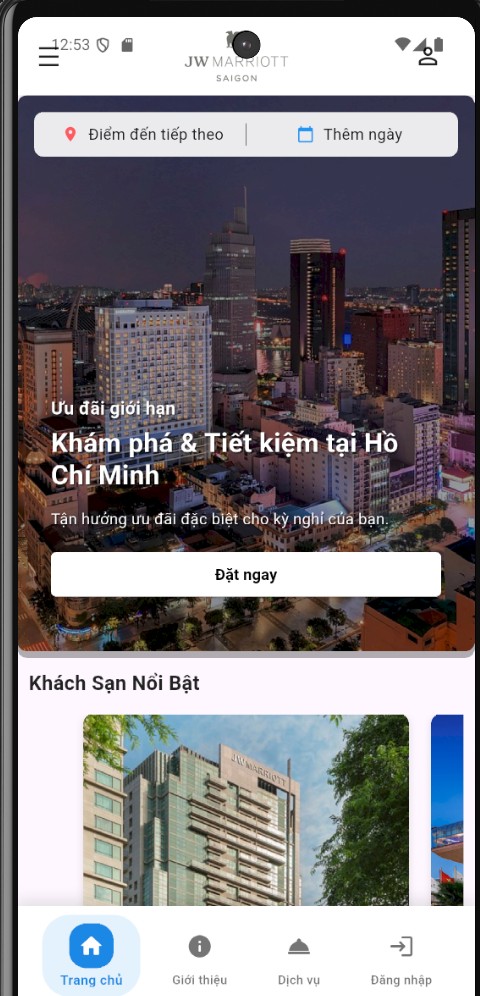 12:53
JW MARRIOTT
SAIGON
Điểm đến tiếp theo
Thêm ngày
Ưu đãi giới hạn
Khám phá & Tiết kiệm tại Hồ
Chí Minh
Tận hưởng ưu đãi đặc biệt cho kỳ nghỉ của bạn.
Đặt ngay
Khách Sạn Nổi Bật
JW MARRIOTT
Trang chủ
Giới thiệu
Dịch vụ
Đăng nhập